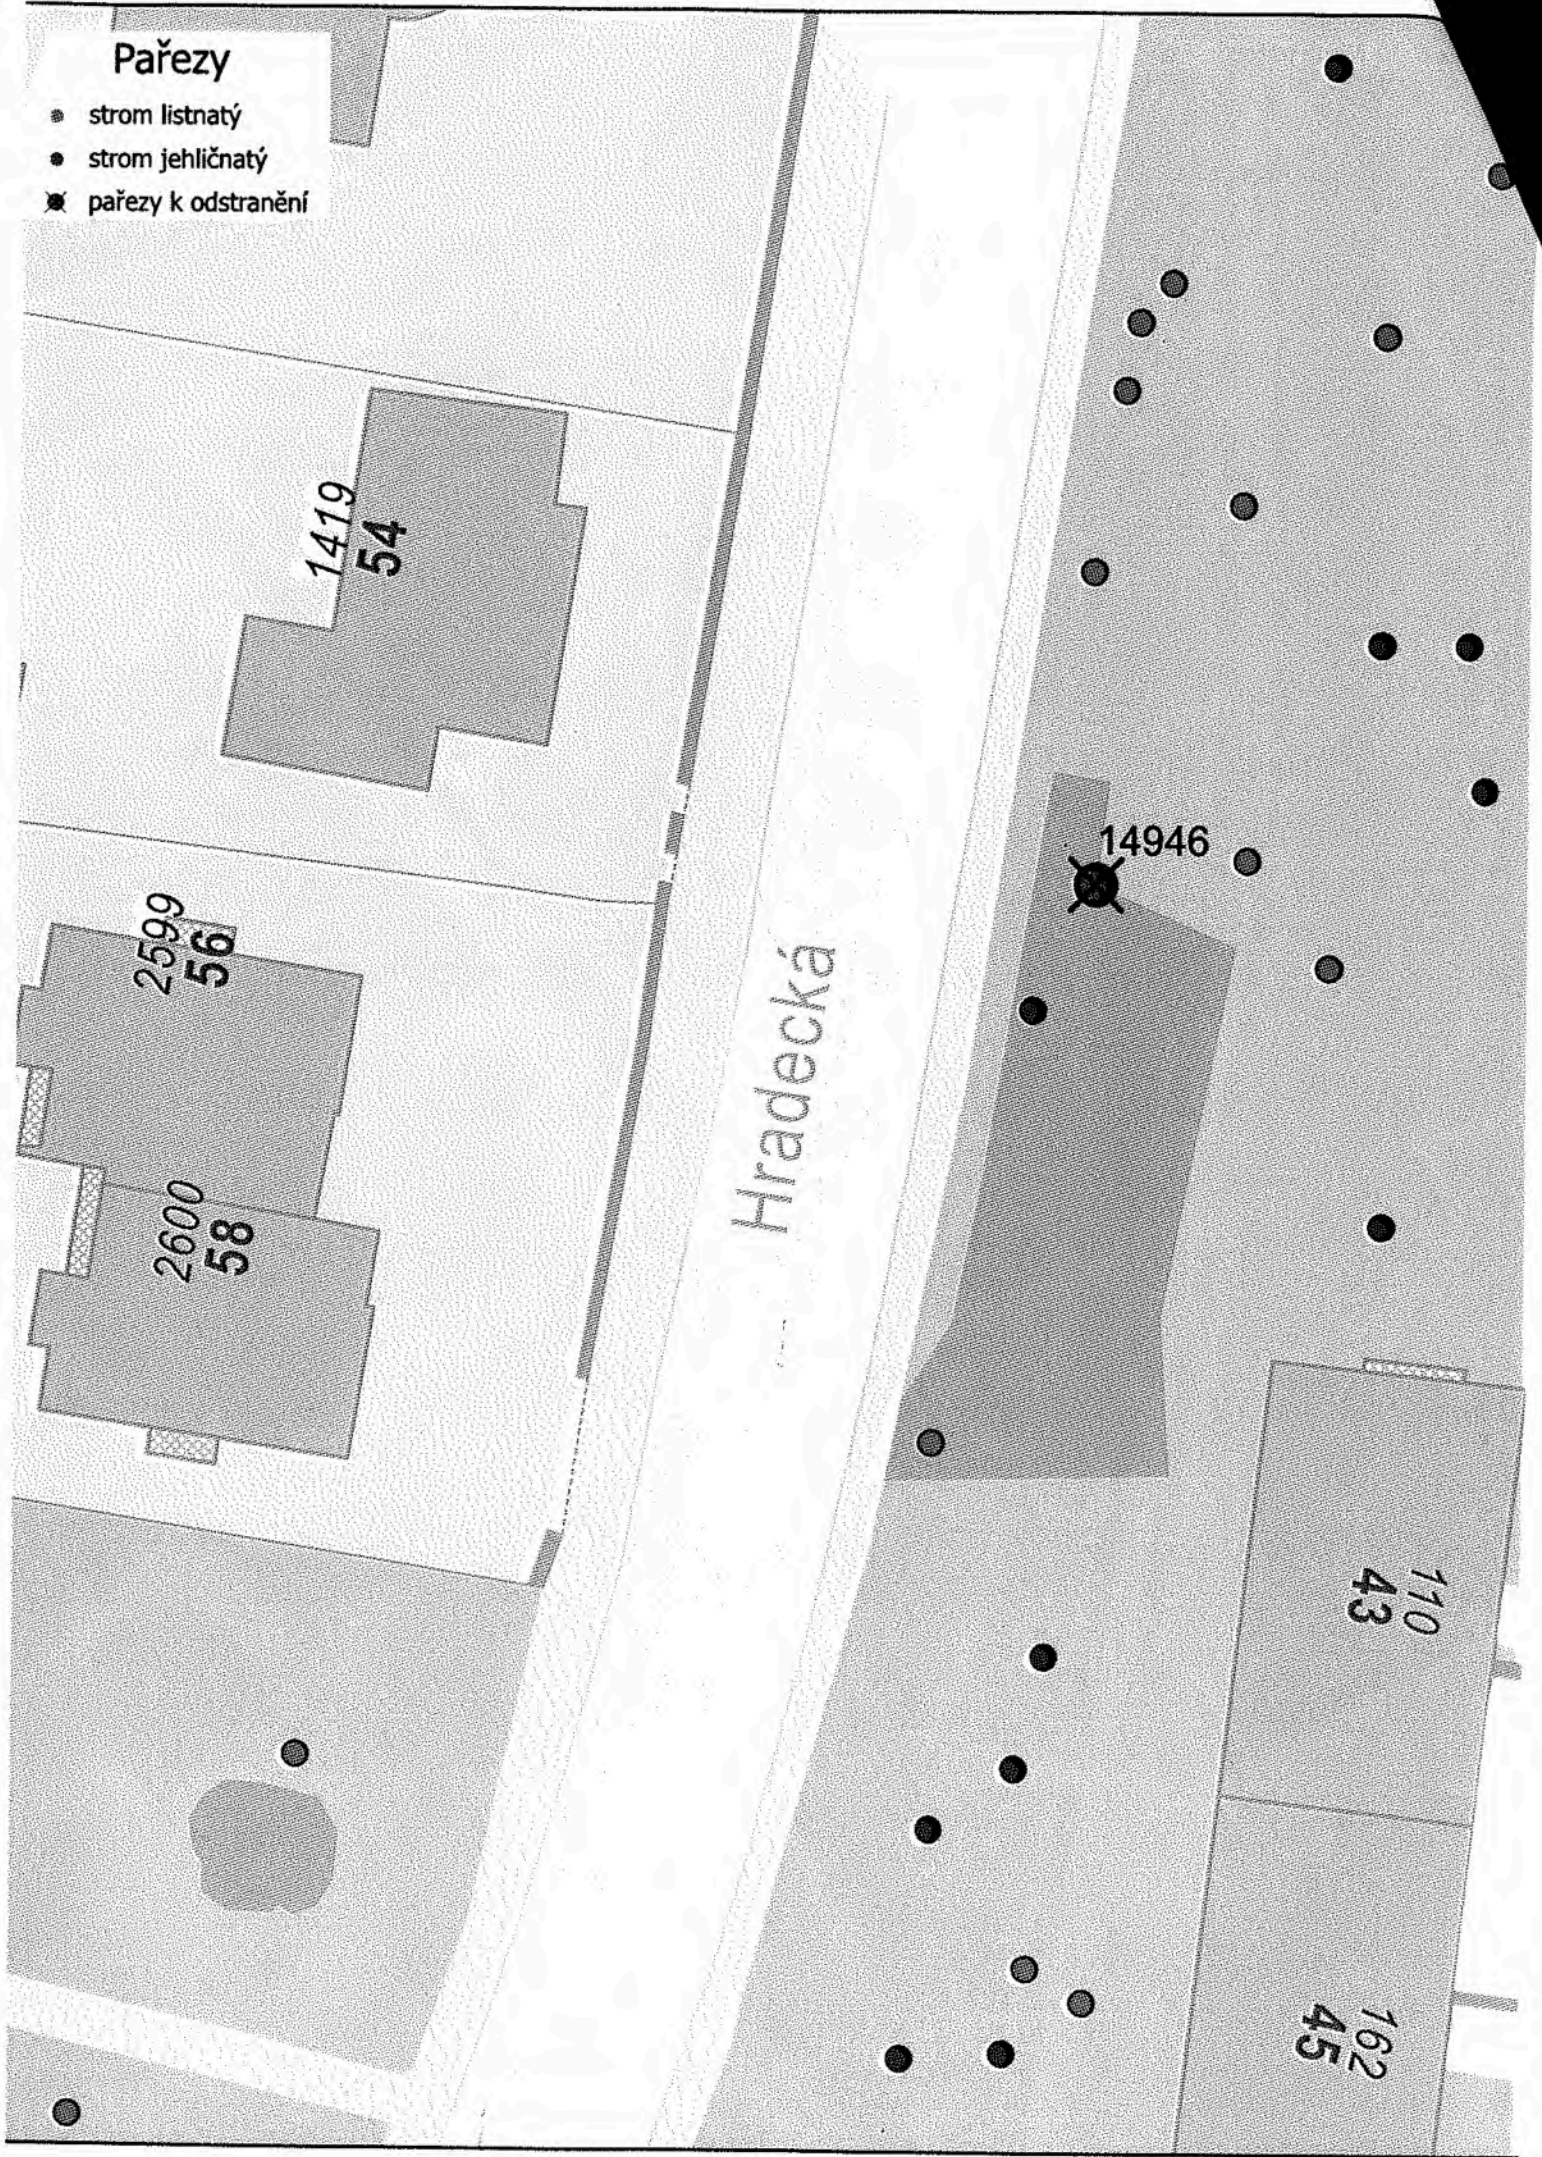 Pařezy
strom listnatý
strom jehličnatý
pařezy k odstranění
1419
54
14946
2599
56
Hradecká
2600
58
110
43
162
45